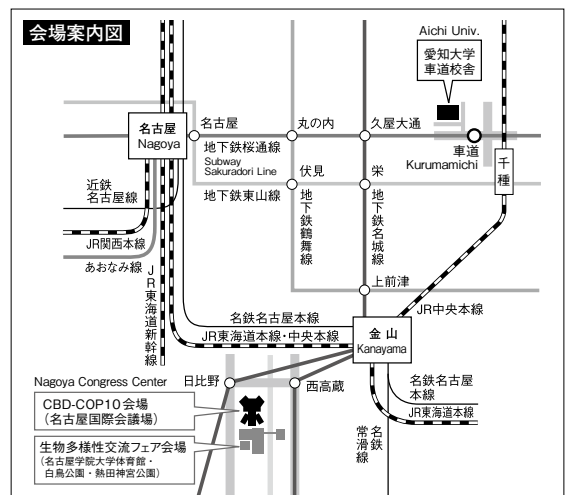 会場案内図
Aichi Univ.
愛知大学
車道校舎
名古屋
Nagoya
名古屋
丸の内
久屋大通
地下鉄桜通線
Subway
Sakuradori Line
車道
Kurumamichi
千種
近鉄
名古屋線
地下鉄東山線
伏見
栄
地下鉄鶴舞線
地下鉄名城線
JR関西本線
あおなみ線
JR東海道新幹線
上前津
JR中央本線
名鉄名古屋本線
JR東海道本線・中央本線
金山
Kanayama
Nagoya Congress Center
日比野
西高蔵
名鉄名古屋
本線
JR東海道本線
名鉄
常滑線
CBD-COP10会場
(名古屋国際会議場)
生物多様性交流フェア会場
(名古屋学院大学体育館・
白鳥公園・熱田神宮公園)